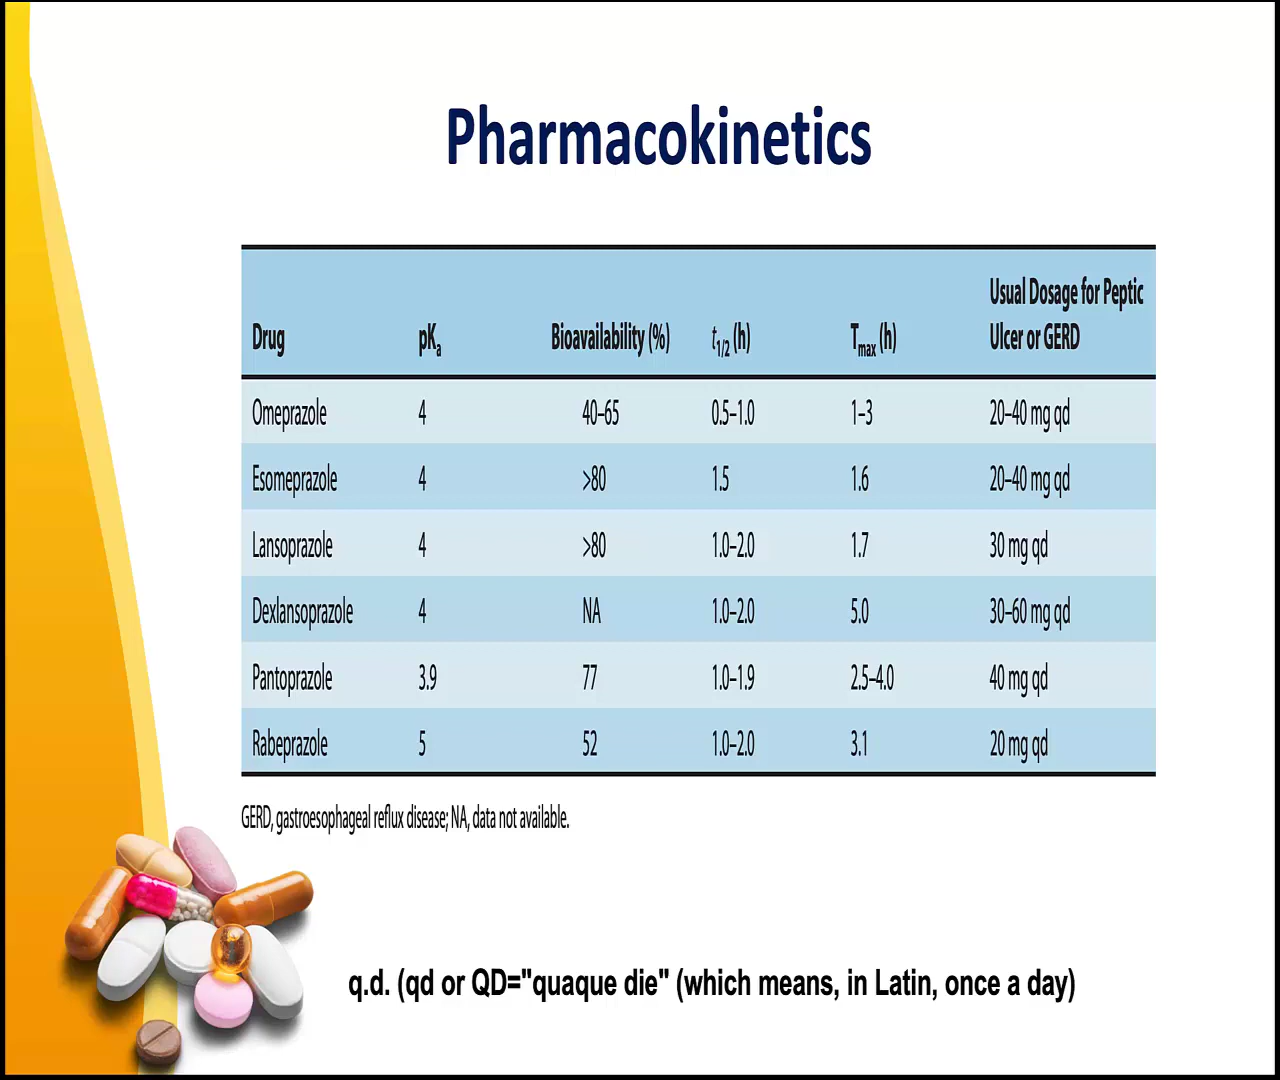 Pharmacokinetics
Usual Dosage for Peptic
Drug pKa Bioavailability (%) t1/2 (h) Tmax (h) Ulcer or GERD
Omeprazole 4 40–65 0.5–1.0 1–3 20–40 mg qd
Esomeprazole 4 >80 1.5 1.6 20–40 mg qd
Lansoprazole 4 >80 1.0–2.0 1.7 30 mg qd
Dexlansoprazole 4 NA 1.0–2.0 5.0 30–60 mg qd
Pantoprazole 3.9 77 1.0–1.9 2.5–4.0 40 mg qd
Rabeprazole 5 52 1.0–2.0 3.1 20 mg qd
GERD, gastroesophageal reflux disease; NA, data not available.
q.d. (qd or QD="quaque die" (which means, in Latin, once a day)